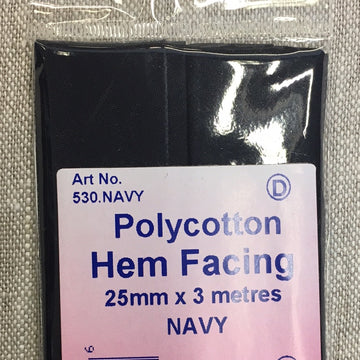 Art No.
530.NAVY
D
Polycotton
Hem Facing
25mm x 3 metres
NAVY